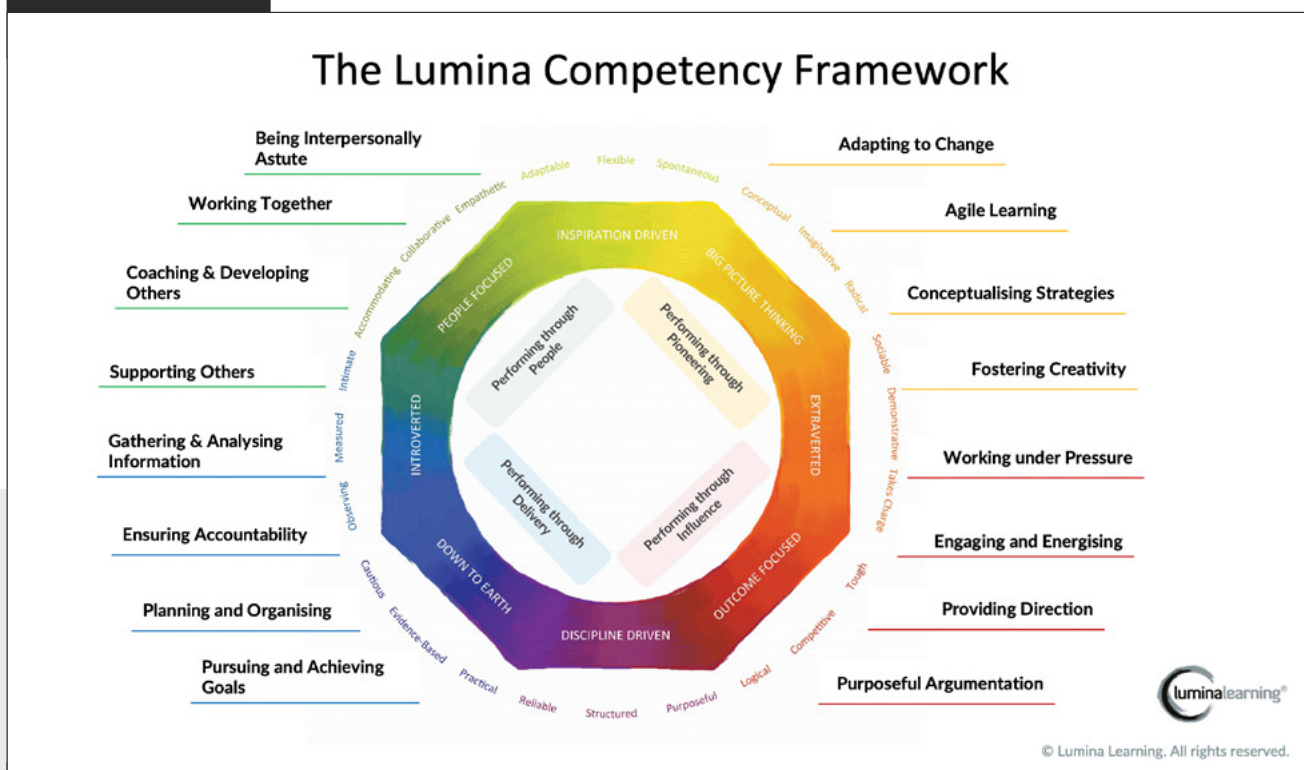 The Lumina Competency Framework
Being Interpersonally
Astute
Working Together
Coaching & Developing
Others
Supporting Others
Gathering & Analysing
Information
Ensuring Accountability
Planning and Organising
Pursuing and Achieving
Goals
Adapting to Change
Agile Learning
Conceptualising Strategies
Fostering Creativity
Working under Pressure
Engaging and Energising
Providing Direction
Purposeful Argumentation
Adaptable
Flexible
Spontaneous
Conceptual
Imaginative
Radical
Sociable
Demonstrative
Takes Charge
Tough
Competitive
Logical
Purposeful
Structured
Reliable
Practical
Evidence-Based
Cautious
Observing
Measured
Intimate
Accommodating
Collaborative
Empathetic
INSPIRATION DRIVEN
BIG PICTURE THINKING
EXTRAVERTED
OUTCOME FOCUSED
DISCIPLINE DRIVEN
DOWN TO EARTH
INTROVERTED
PEOPLE FOCUSED
Performing through
People
Performing through
Pioneering
Performing through
Delivery
Performing through
Influence
luminalearning®
© Lumina Learning. All rights reserved.